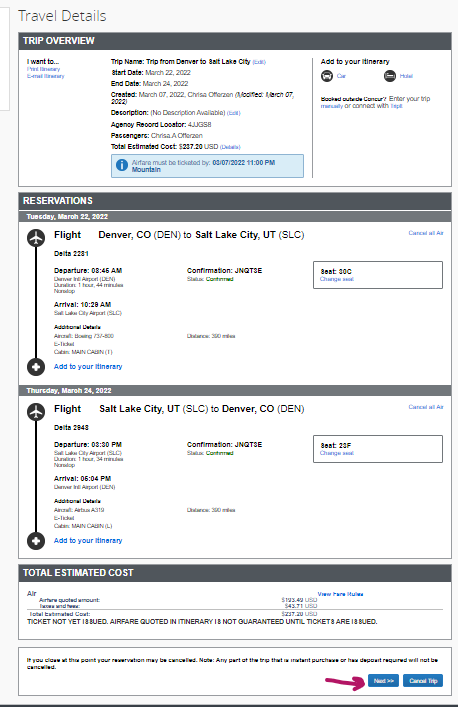 Travel Details
TRIP OVERVIEW
I want to...
Print Itinerary
E-mail Itinerary
Trip Name: Trip from Denver to Salt Lake City (Edit)
Start Date: March 22, 2022
End Date: March 24, 2022
Created: March 07, 2022, Chrisa Offerzen (Modified: March 07,
2022)
Description: (No Description Available) (Edit)
Agency Record Locator: 4JJGS8
Passengers: Chrisa A Offerzen
Total Estimated Cost: $237.20 USD (Details)
Airfare must be ticketed by: 03/07/2022 11:00 PM
Mountain
Add to your Itinerary
Car
Hotel
Booked outside Concur? Enter your trip
manually or connect with TripIt
RESERVATIONS
Tuesday, March 22, 2022
Flight Denver, CO (DEN) to Salt Lake City, UT (SLC)
Cancel all Air
Delta 2231
Departure: 08:45 AM
Denver Intl Airport (DEN)
Duration: 1 hour, 44 minutes
Nonstop
Confirmation: JNQTSE
Status: Confirmed
Seat: 30C
Change seat
Arrival: 10:29 AM
Salt Lake City Airport (SLC)
Additional Details
Aircraft: Boeing 737-800
E-Ticket
Cabin: MAIN CABIN (T)
Distance: 390 miles
Add to your Itinerary
Thursday, March 24, 2022
Flight Salt Lake City, UT (SLC) to Denver, CO (DEN)
Cancel all Air
Delta 2943
Departure: 03:30 PM
Salt Lake City Airport (SLC)
Duration: 1 hour, 34 minutes
Nonstop
Confirmation: JNQTSE
Status: Confirmed
Seat: 23F
Change seat
Arrival: 05:04 PM
Denver Intl Airport (DEN)
Additional Details
Aircraft: Airbus A319
E-Ticket
Cabin: MAIN CABIN (L)
Distance: 390 miles
Add to your Itinerary
TOTAL ESTIMATED COST
Air
View Fare Rules
Airfare quoted amount: $193.49 USD
Taxes and fees: $43.71 USD
Total Estimated Cost: $237.20 USD
TICKET NOT YET ISSUED. AIRFARE QUOTED IN ITINERARY IS NOT GUARANTEED UNTIL TICKETS ARE ISSUED.
If you close at this point your reservation may be cancelled. Note: Any part of the trip that is instant purchase or has deposit required will not be
cancelled.
Next >>
Cancel Trip